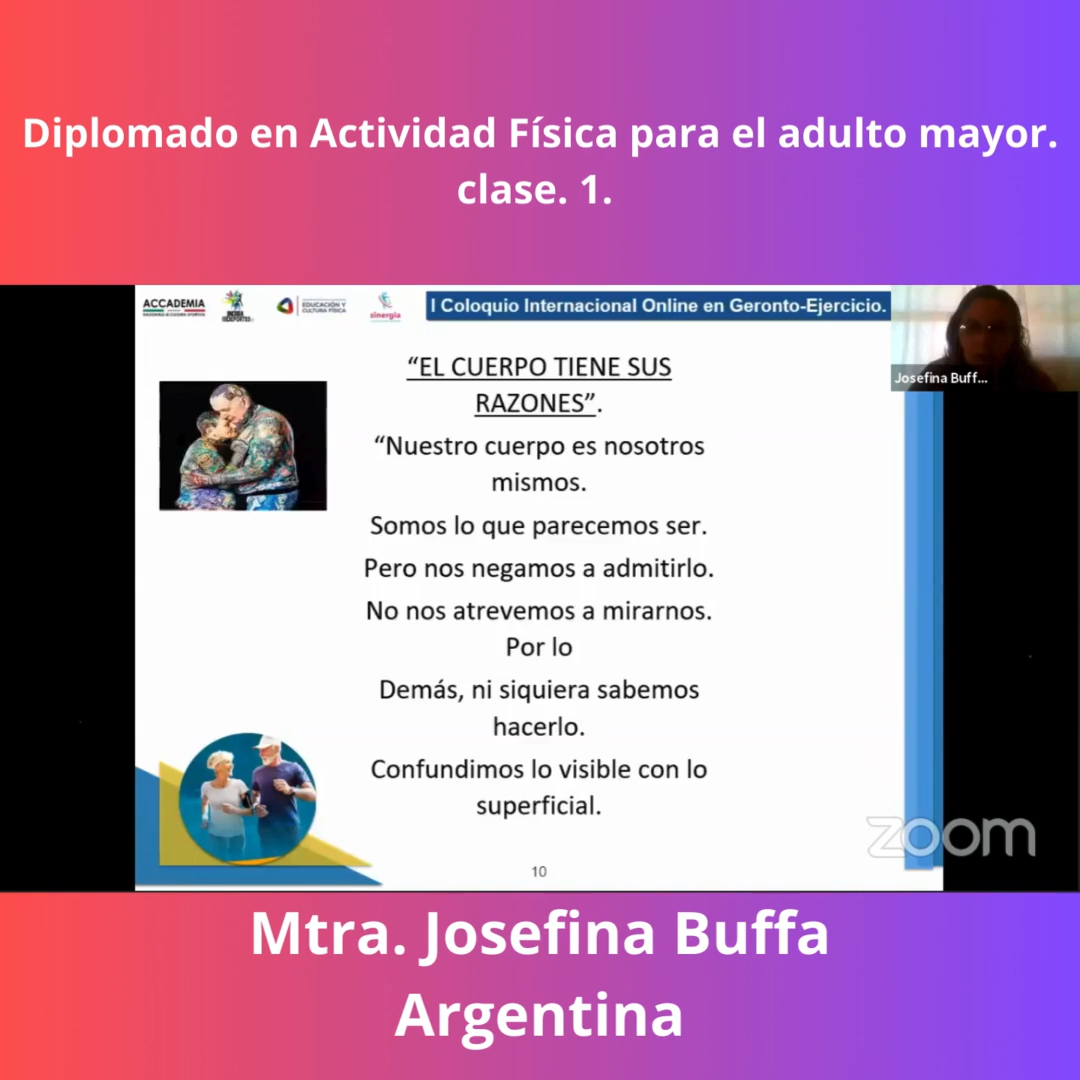 Diplomado en Actividad Física para el adulto mayor.
clase. 1.
ACCADEMIA
EDUCACIÓN Y
CULTURA FÍSICA
sinergia
I Coloquio Internacional Online en Geronto-Ejercicio.
Josefina Buff...
“EL CUERPO TIENE SUS
RAZONES”.
“Nuestro cuerpo es nosotros
mismos.
Somos lo que parecemos ser.
Pero nos negamos a admitirlo.
No nos atrevemos a mirarnos.
Por lo
Demás, ni siquiera sabemos
hacerlo.
Confundimos lo visible con lo
superficial.
zoom
10
Mtra. Josefina Buffa
Argentina